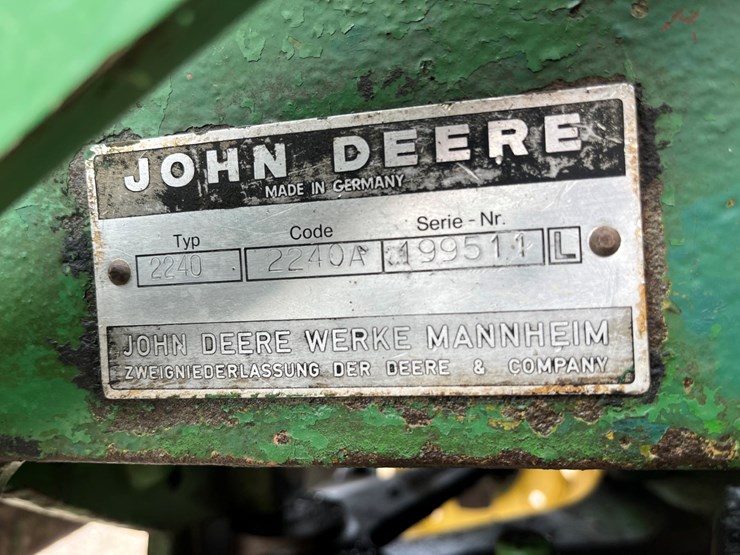 JOHN DEERE
MADE IN GERMANY
Typ Code Serie - Nr.
2240 2240A 199511 L
JOHN DEERE WERKE MANNHEIM
ZWEIGNIEDERLASSUNG DER DEERE & COMPANY